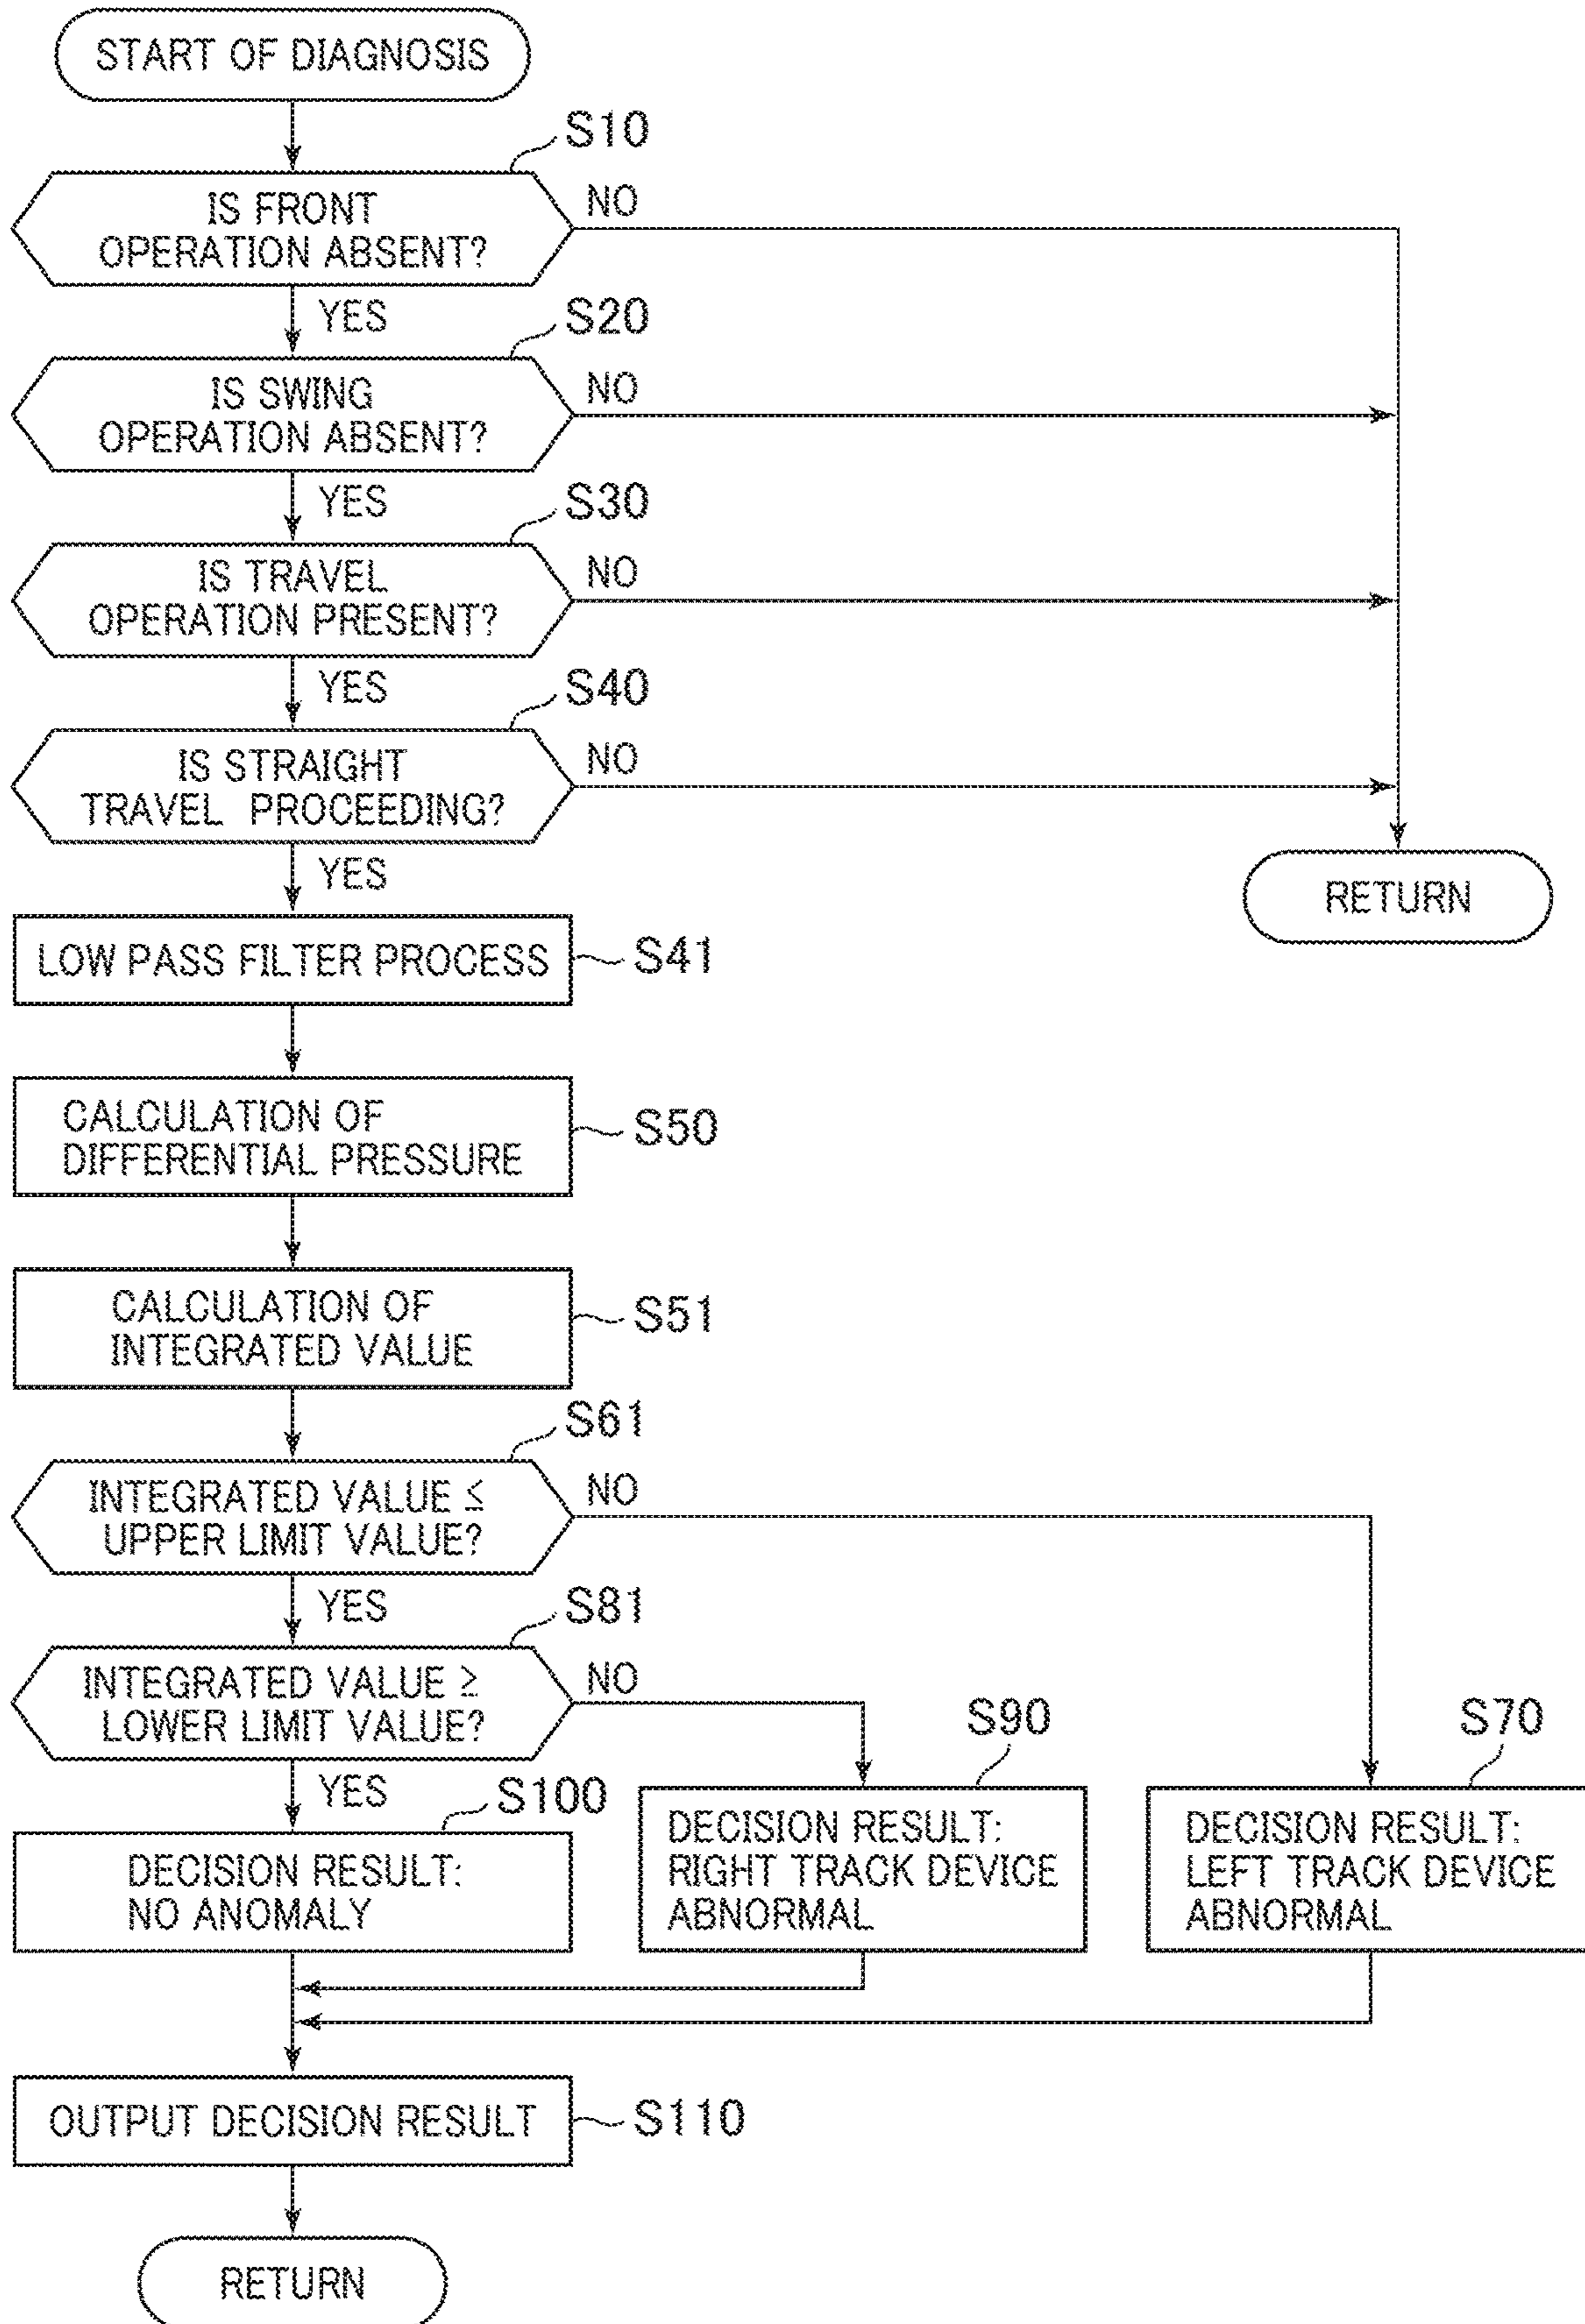 START OF DIAGNOSIS
S10
IS FRONT
OPERATION ABSENT?
NO
YES
S20
IS SWING
OPERATION ABSENT?
NO
YES
S30
IS TRAVEL
OPERATION PRESENT?
NO
YES
S40
IS STRAIGHT
TRAVEL PROCEEDING?
NO
YES
RETURN
LOW PASS FILTER PROCESS
S41
CALCULATION OF
DIFFERENTIAL PRESSURE
S50
CALCULATION OF
INTEGRATED VALUE
S51
S61
INTEGRATED VALUE ≤
UPPER LIMIT VALUE?
NO
YES
S81
INTEGRATED VALUE ≥
LOWER LIMIT VALUE?
NO
YES
S100
DECISION RESULT:
NO ANOMALY
S90
DECISION RESULT:
RIGHT TRACK DEVICE
ABNORMAL
S70
DECISION RESULT:
LEFT TRACK DEVICE
ABNORMAL
OUTPUT DECISION RESULT
S110
RETURN